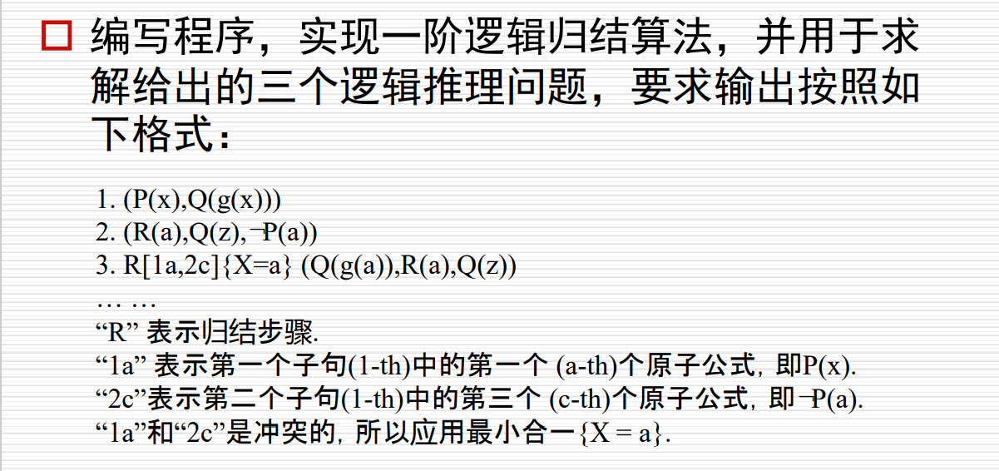 编写程序，实现一阶逻辑归结算法，并用于求
解给出的三个逻辑推理问题，要求输出按照如
下格式：
1. (P(x),Q(g(x)))
2. (R(a),Q(z),¬P(a))
3. R[1a,2c]{X=a} (Q(g(a)),R(a),Q(z))
… …
“R” 表示归结步骤.
“1a” 表示第一个子句(1-th)中的第一个 (a-th)个原子公式, 即P(x).
“2c”表示第二个子句(1-th)中的第三个 (c-th)个原子公式, 即¬P(a).
“1a”和“2c”是冲突的, 所以应用最小合一{X = a}.